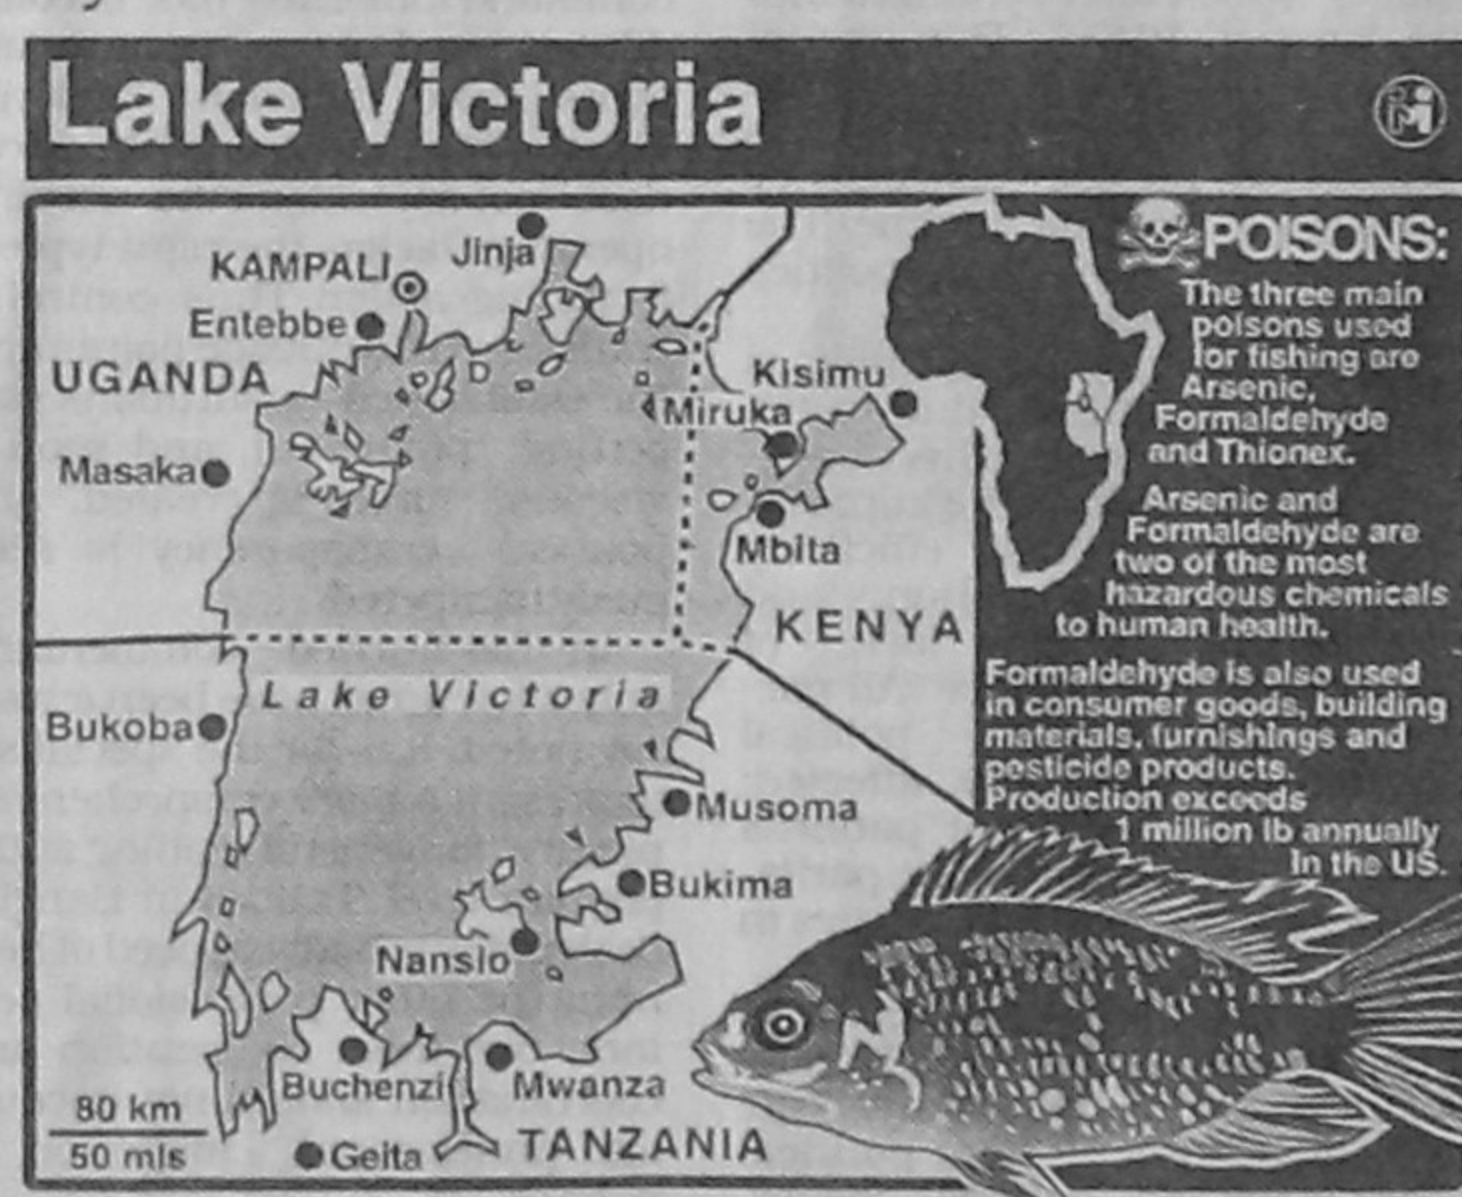 Lake Victoria
Jinja
KAMPALI
Entebbe
UGANDA
Kisimu
Miruka
Masaka
Mbita
KENYA
Lake Victoria
Bukoba
Musoma
Bukima
Nansio
Buchenzi
Mwanza
80 km
50 mls
Geita
TANZANIA
POISONS:
The three main
poisons used
for fishing are
Arsenic,
Formaldehyde
and Thionex.
Arsenic and
Formaldehyde are
two of the most
hazardous chemicals
to human health.
Formaldehyde is also used
in consumer goods, building
materials, furnishings and
pesticide products.
Production exceeds
1 million lb annually
in the US.